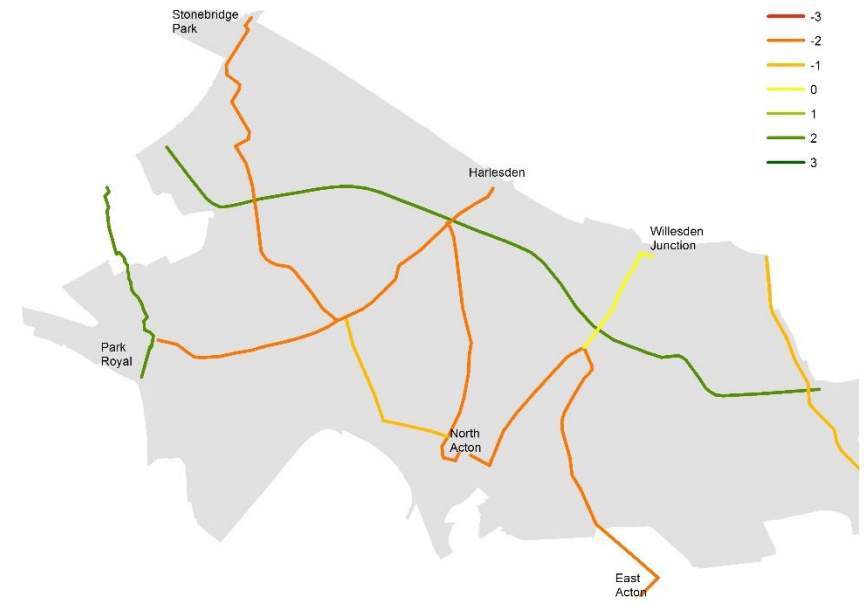 Stonebridge
Park
-3
-2
-1
0
1
2
3
Harlesden
Willesden
Junction
Park
Royal
North
Acton
East
Acton